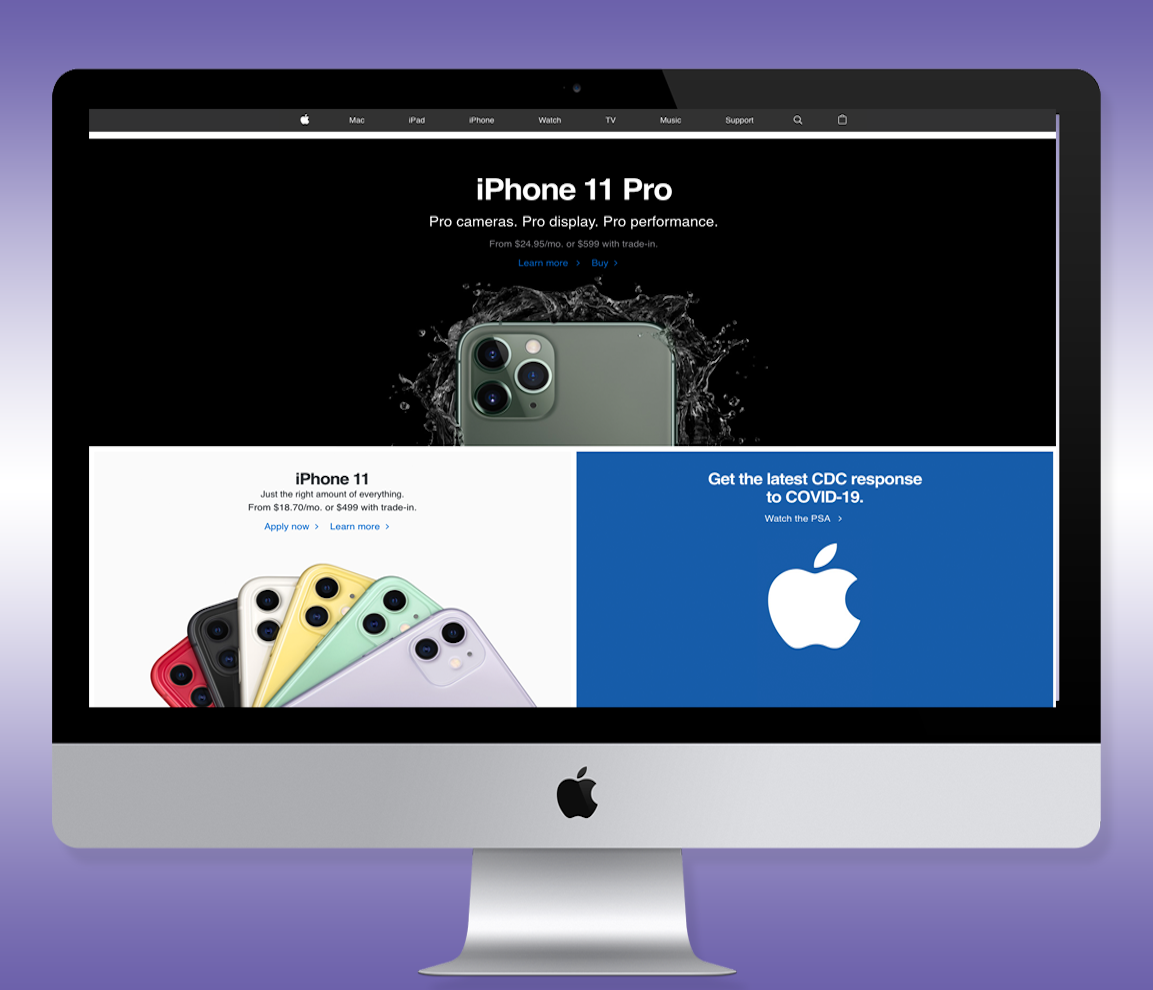 Mac iPad iPhone Watch TV Music Support
iPhone 11 Pro
Pro cameras. Pro display. Pro performance.
From $24.95/mo. or $599 with trade-in.
Learn more > Buy >
iPhone 11
Just the right amount of everything.
From $18.70/mo. or $499 with trade-in.
Apply now > Learn more >
Get the latest CDC response
to COVID-19.
Watch the PSA >